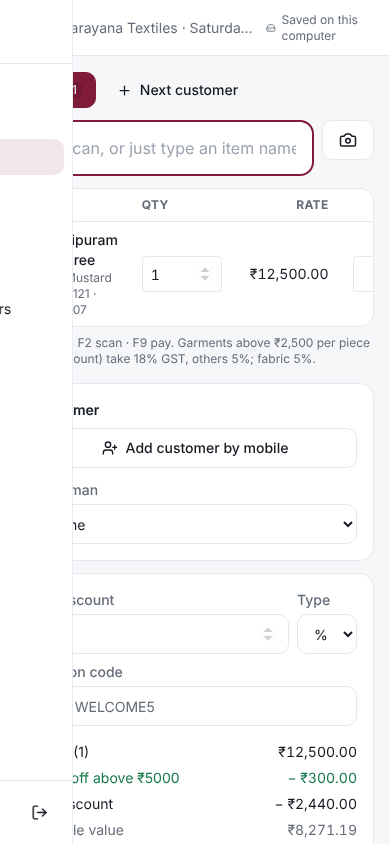 arayana Textiles · Saturda...
Saved on this
computer
1
Next customer
can, or just type an item name
QTY
RATE
ipuram
ree
1
₹12,500.00
Mustard
121 ·
07
F2 scan · F9 pay. Garments above ₹2,500 per piece
ount) take 18% GST, others 5%; fabric 5%.
rs
mer
Add customer by mobile
man
ne
scount
Type
%
on code
WELCOME5
(1)
₹12,500.00
off above ₹5000
− ₹300.00
scount
− ₹2,440.00
le value
₹8,271.19